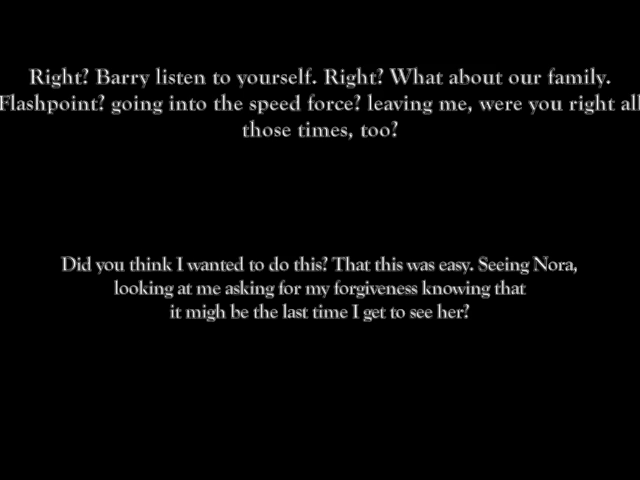 Right? Barry listen to yourself. Right? What about our family.
Flashpoint? going into the speed force? leaving me, were you right all
those times, too?
Did you think I wanted to do this? That this was easy. Seeing Nora,
looking at me asking for my forgiveness knowing that
it migh be the last time I get to see her?